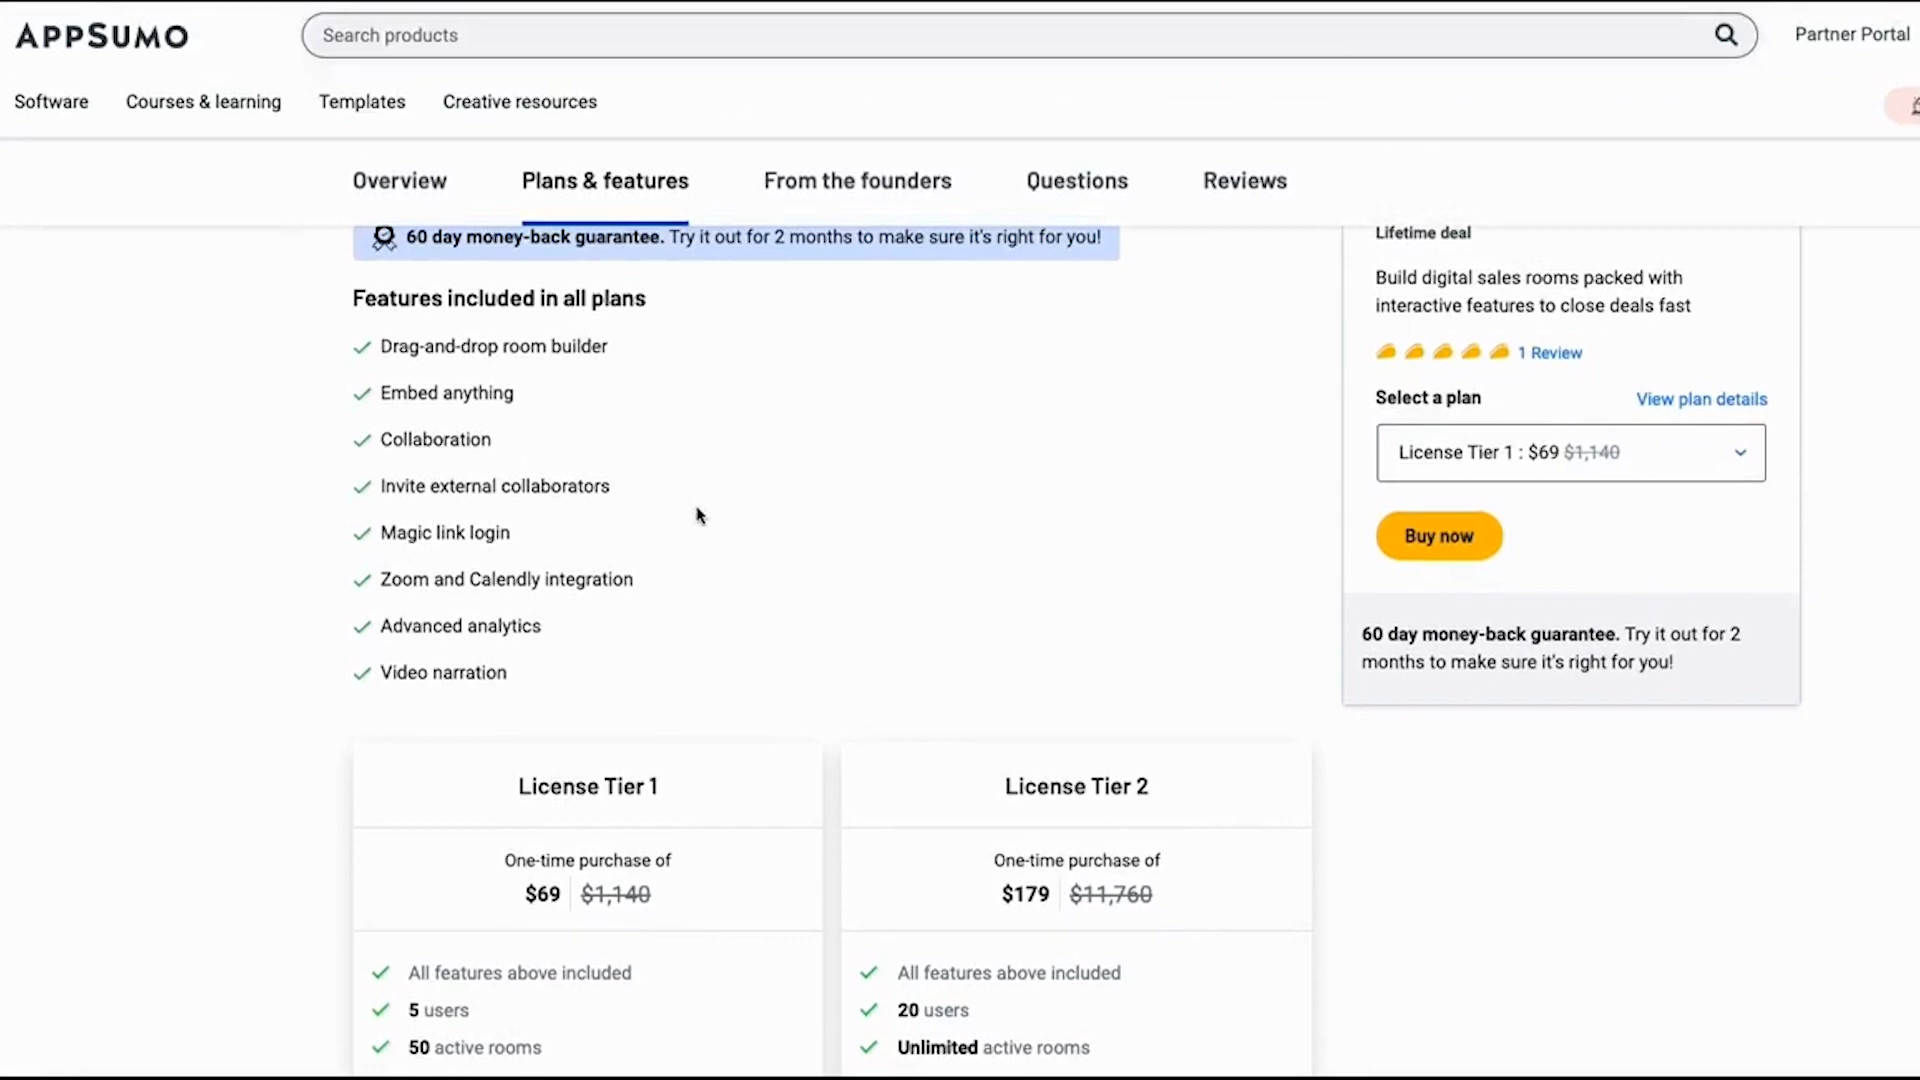 APPSUMO
Search products
Partner Portal
Software
Courses & learning
Templates
Creative resources
Overview
Plans & features
From the founders
Questions
Reviews
60 day money-back guarantee. Try it out for 2 months to make sure it's right for you!
Features included in all plans
Drag-and-drop room builder
Embed anything
Collaboration
Invite external collaborators
Magic link login
Zoom and Calendly integration
Advanced analytics
Video narration
Lifetime deal
Build digital sales rooms packed with
interactive features to close deals fast
1 Review
Select a plan
View plan details
License Tier 1 : $69 $1,140
Buy now
60 day money-back guarantee. Try it out for 2
months to make sure it's right for you!
License Tier 1
One-time purchase of
$69 $1,140
All features above included
5 users
50 active rooms
License Tier 2
One-time purchase of
$179 $11,760
All features above included
20 users
Unlimited active rooms